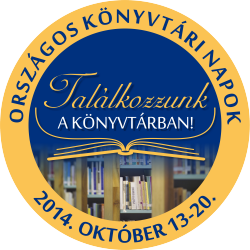 ORSZÁGOS KÖNYVTÁRI NAPOK
Találkozzunk
A KÖNYVTÁRBAN!
2014. OKTÓBER 13-20.